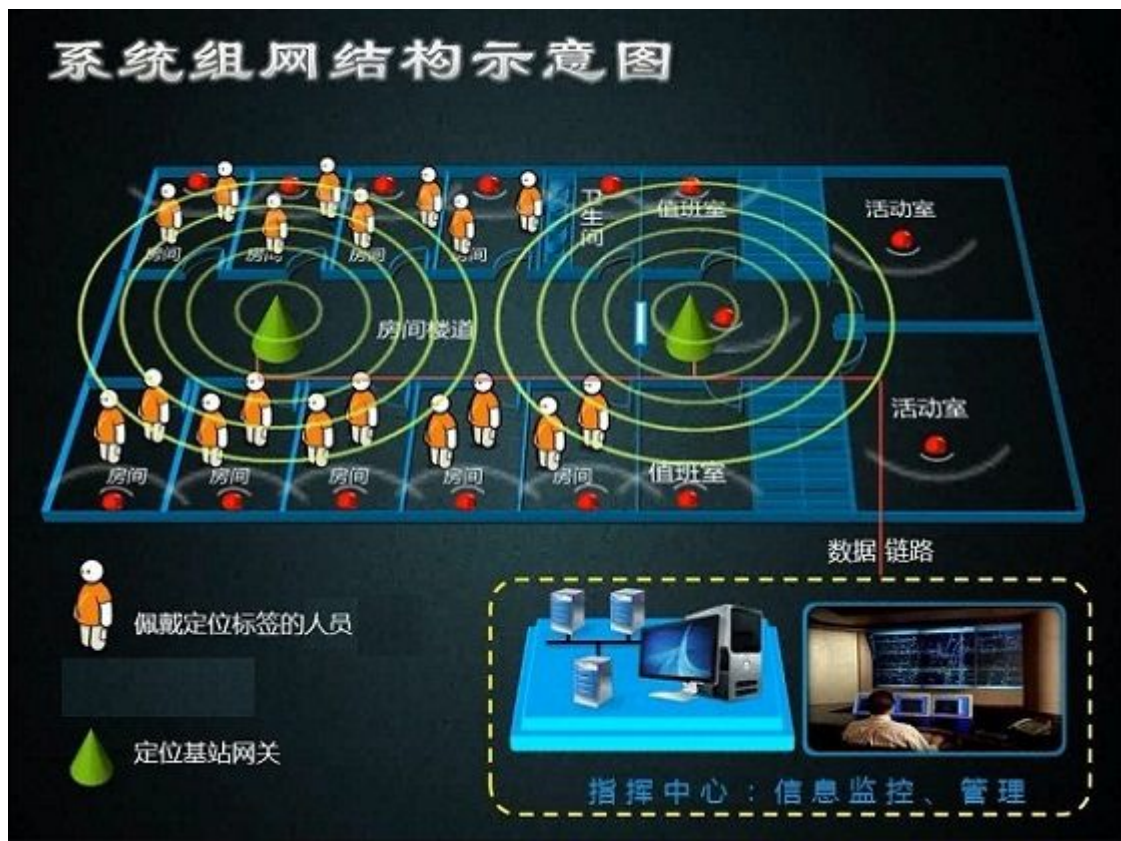 系统组网结构示意图
卫生间
值班室
活动室
房间
房间
房间
房间
房间楼道
活动室
房间
房间
房间
房间
房间
值班室
数据链路
佩戴定位标签的人员
定位基站网关
指挥中心：信息监控、管理